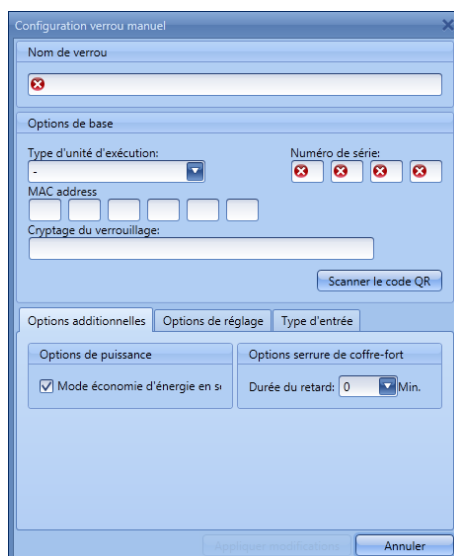 Configuration verrou manuel
Nom de verrou
Options de base
Type d'unité d'exécution:
Numéro de série:
-
MAC address
Cryptage du verrouillage:
Scanner le code QR
Options additionnelles
Options de réglage
Type d'entrée
Options de puissance
Options serrure de coffre-fort
Mode économie d'énergie en
Durée du retard: 0 Min.
Appliquer modifications
Annuler